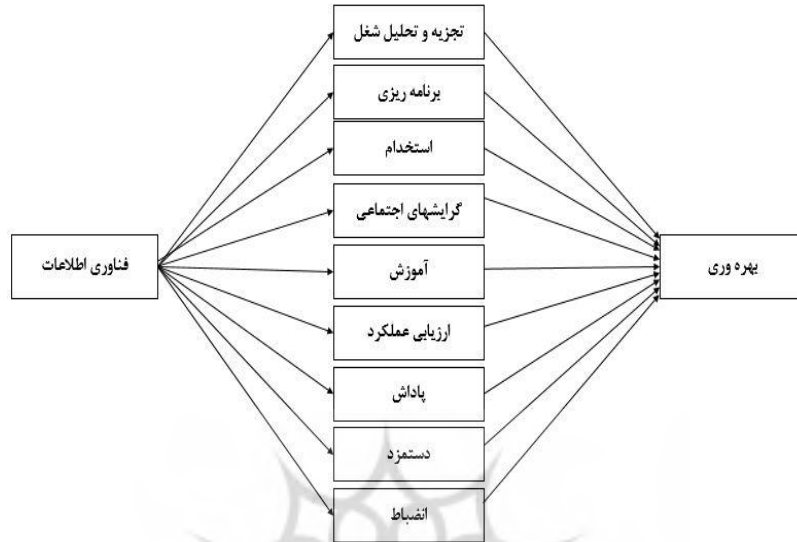 تجزیه و تحلیل شغل
برنامه ریزی
استخدام
گرایشهای اجتماعی
فناوری اطلاعات
آموزش
بهره وری
ارزیابی عملکرد
پاداش
دستمزد
انضباط